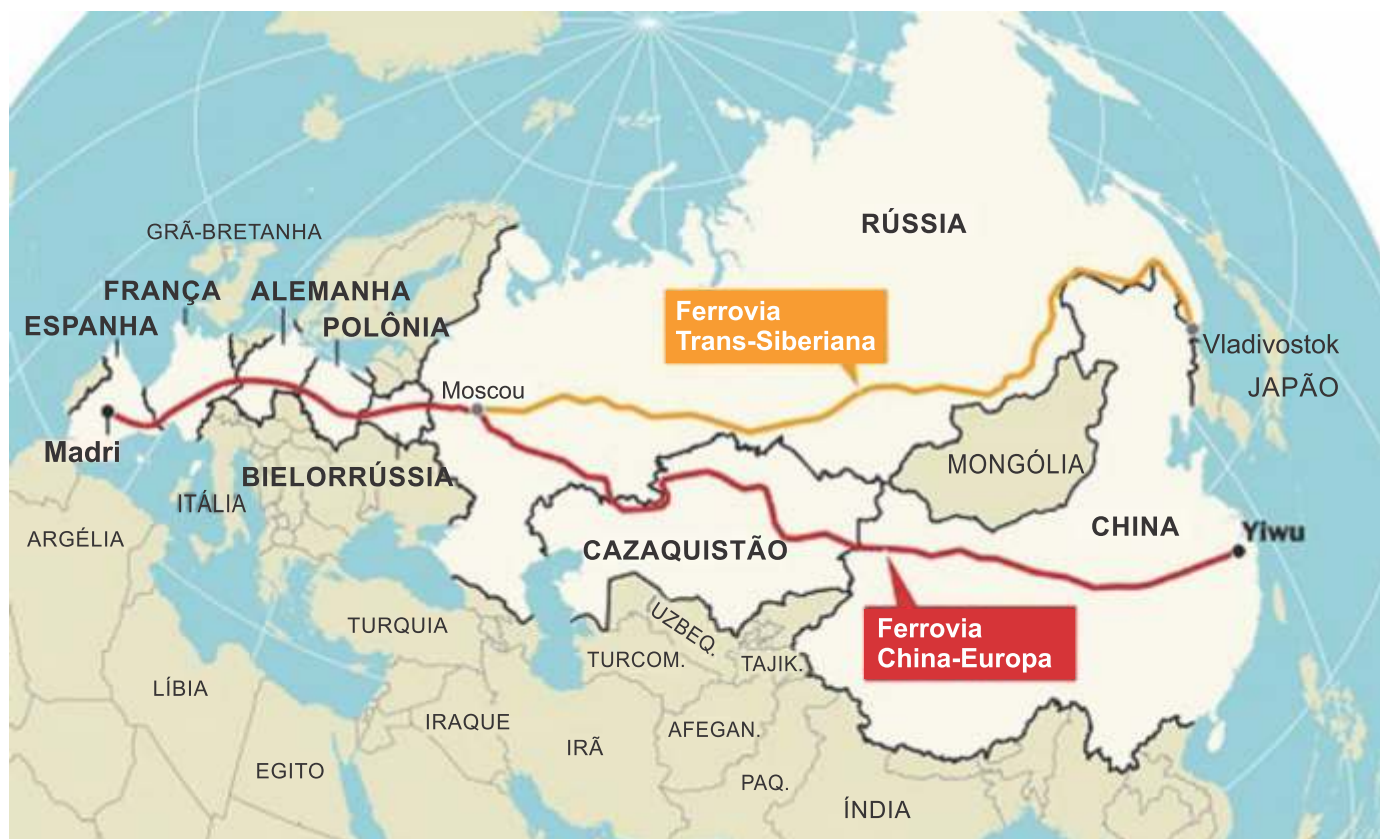 GRÃ-BRETANHA
RÚSSIA
FRANÇA
ALEMANHA
ESPANHA
POLÔNIA
Ferrovia
Trans-Siberiana
Vladivostok
JAPÃO
Moscou
Madri
BIELORRÚSSIA
MONGÓLIA
ITÁLIA
ARGÉLIA
CAZAQUISTÃO
CHINA
Yiwu
TURQUIA
UZBEQ.
Ferrovia
China-Europa
TURCOM.
TAJIK.
LÍBIA
IRAQUE
AFEGAN.
IRÃ
EGITO
PAQ.
ÍNDIA